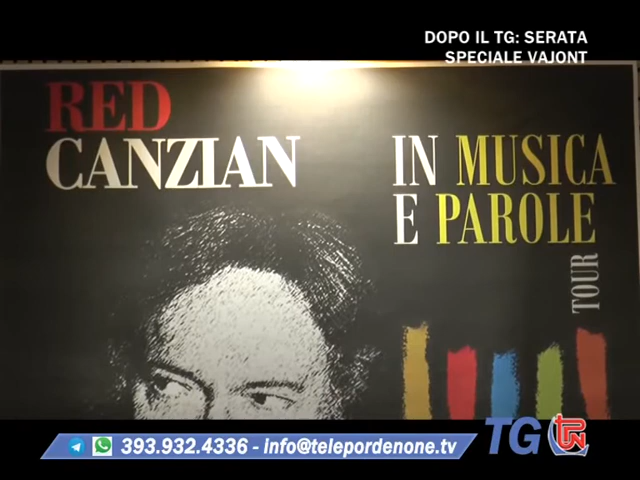 DOPO IL TG: SERATA
SPECIALE VAJONT
RED
CANZIAN
IN MUSICA
E PAROLE
TOUR
393.932.4336 - info@telepordenone.tv
TG
TPN